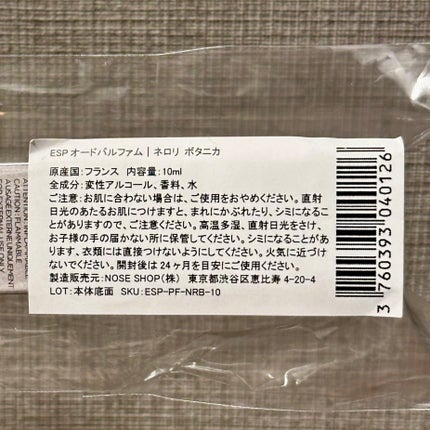 ESP オードパルファム | ネロリ ボタニカ
原産国:フランス 内容量:10ml
全成分:変性アルコール、香料、水
ご注意:お肌に合わない場合は、ご使用をおやめください。直射
日光のあたるお肌につけますと、まれにかぶれたり、シミになるこ
とがありますので、ご注意ください。高温多湿、直射日光をさけ、
お子様の手の届かない所に保管してください。シミになることがあり
ます、衣類には直接つけないようにしてください。火気に近づけ
ないでください。開封後は24ヶ月を目安にご使用ください。
製造販売元:NOSE SHOP(株) 東京都渋谷区恵比寿 4-20-4
LOT:本体底面 SKU:ESP-PF-NRB-10
3 760393 040126
ATTENTION INFLAMMABLE
CAUTION FLAMMABLE
A USAGE EXTERNE UNIQUEMENT
FOR EXTERNAL USE ONLY